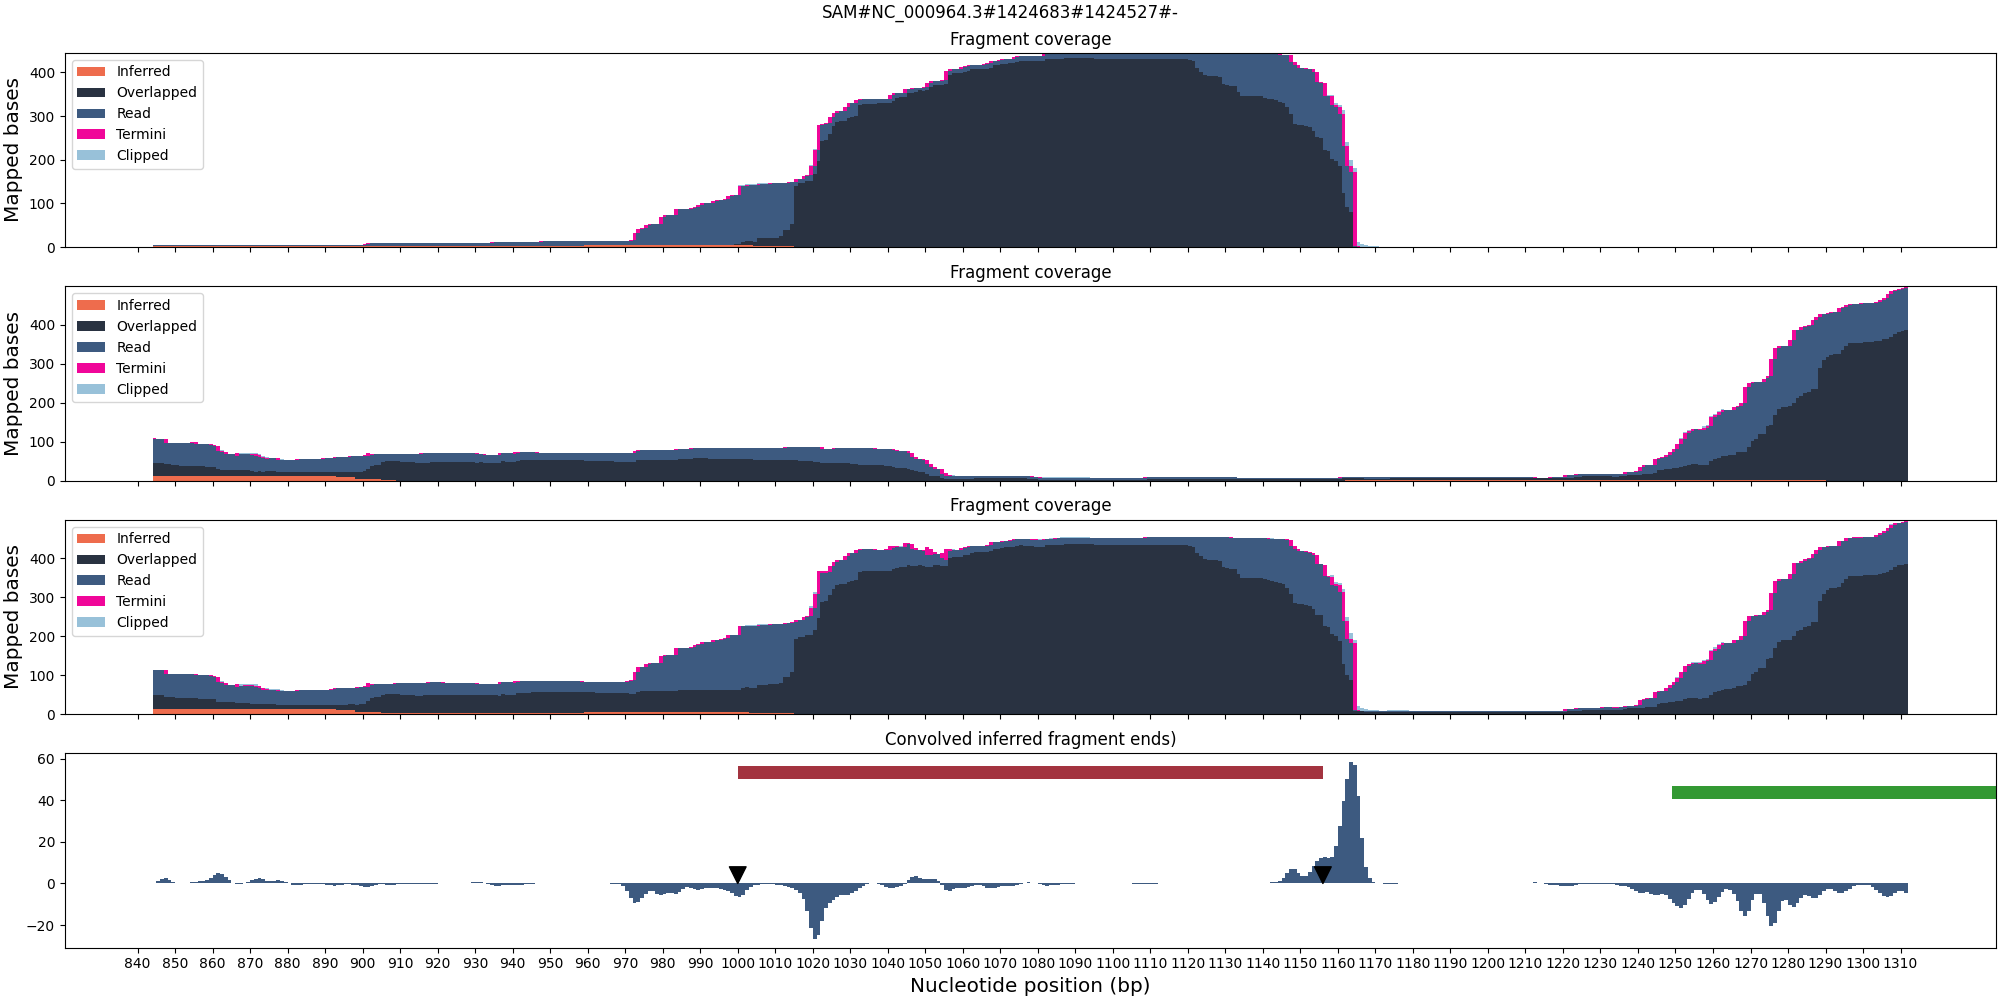 SAM#NC_000964.3#1424683#1424527#-
Fragment coverage
Mapped bases
400
300
200
100
0
Inferred
Overlapped
Read
Termini
Clipped
Fragment coverage
Mapped bases
400
300
200
100
0
Inferred
Overlapped
Read
Termini
Clipped
Fragment coverage
Mapped bases
400
300
200
100
0
Inferred
Overlapped
Read
Termini
Clipped
Convolved inferred fragment ends)
60
40
20
0
−20
840 850 860 870 880 890 900 910 920 930 940 950 960 970 980 990 1000 1010 1020 1030 1040 1050 1060 1070 1080 1090 1100 1110 1120 1130 1140 1150 1160 1170 1180 1190 1200 1210 1220 1230 1240 1250 1260 1270 1280 1290 1300 1310
Nucleotide position (bp)